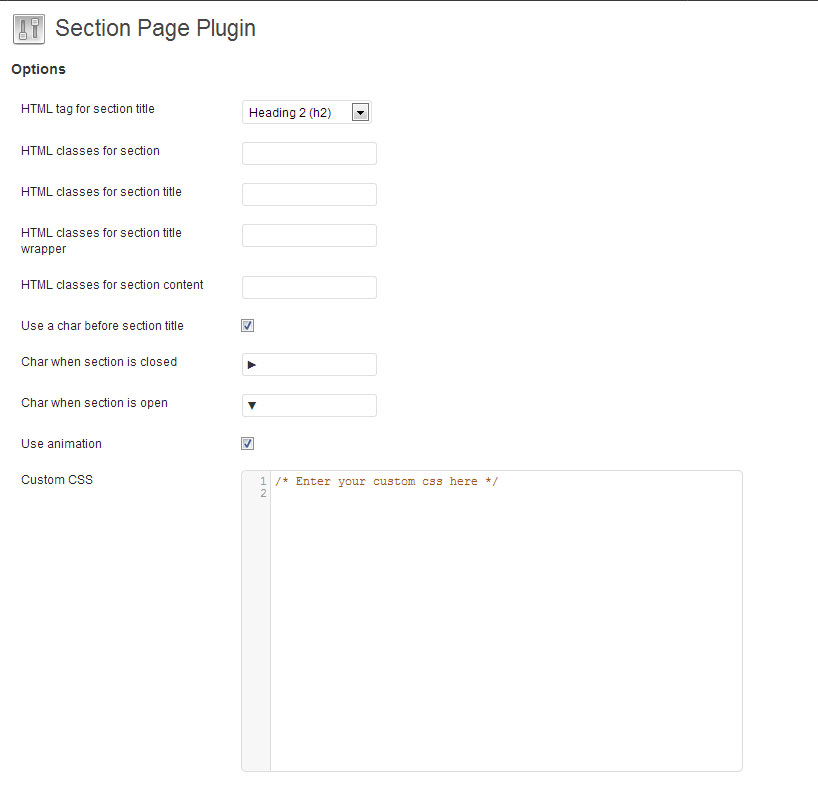 Section Page Plugin
Options
HTML tag for section title
Heading 2 (h2)
HTML classes for section
HTML classes for section title
HTML classes for section title
wrapper
HTML classes for section content
Use a char before section title
Char when section is closed
►
Char when section is open
▼
Use animation
Custom CSS
1 /* Enter your custom css here */
2